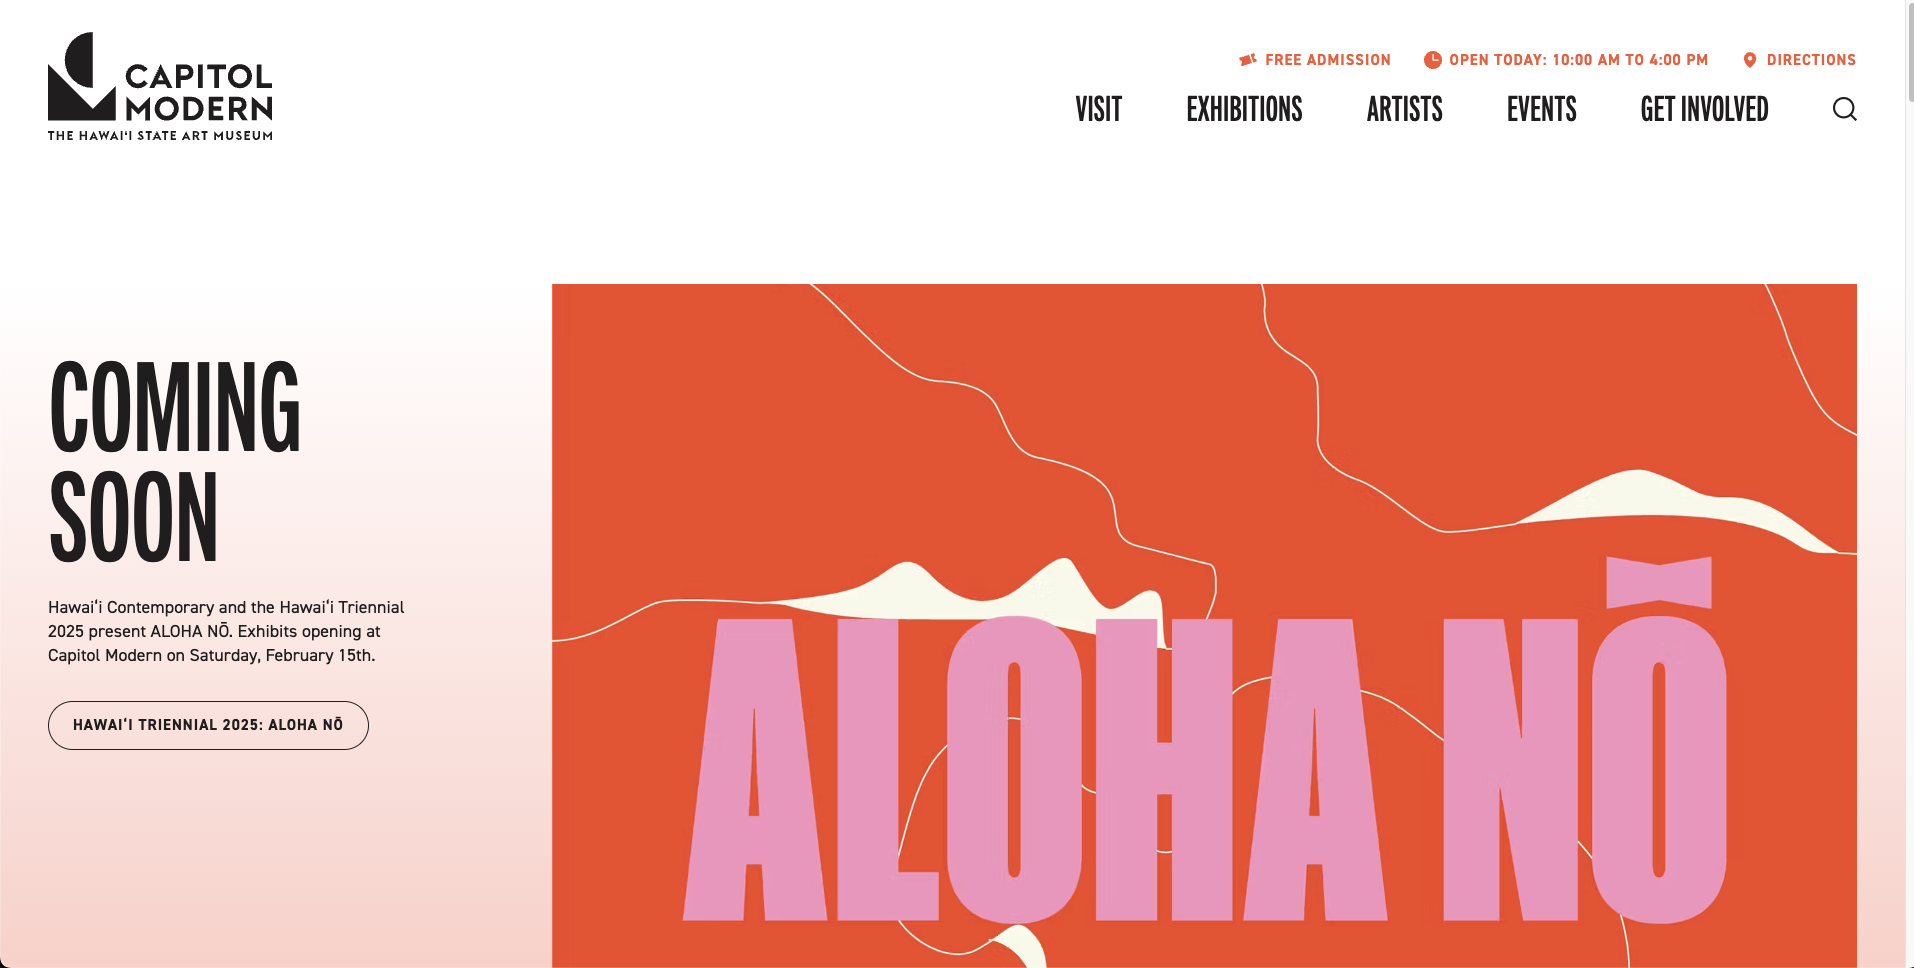 CAPITOL
MODERN
THE HAWAIʻI STATE ART MUSEUM
FREE ADMISSION
OPEN TODAY: 10:00 AM TO 4:00 PM
DIRECTIONS
VISIT
EXHIBITIONS
ARTISTS
EVENTS
GET INVOLVED
COMING
SOON
Hawaiʻi Contemporary and the Hawaiʻi Triennial
2025 present ALOHA NŌ. Exhibits opening at
Capitol Modern on Saturday, February 15th.
HAWAIʻI TRIENNIAL 2025: ALOHA NŌ
ALOHA NŌ